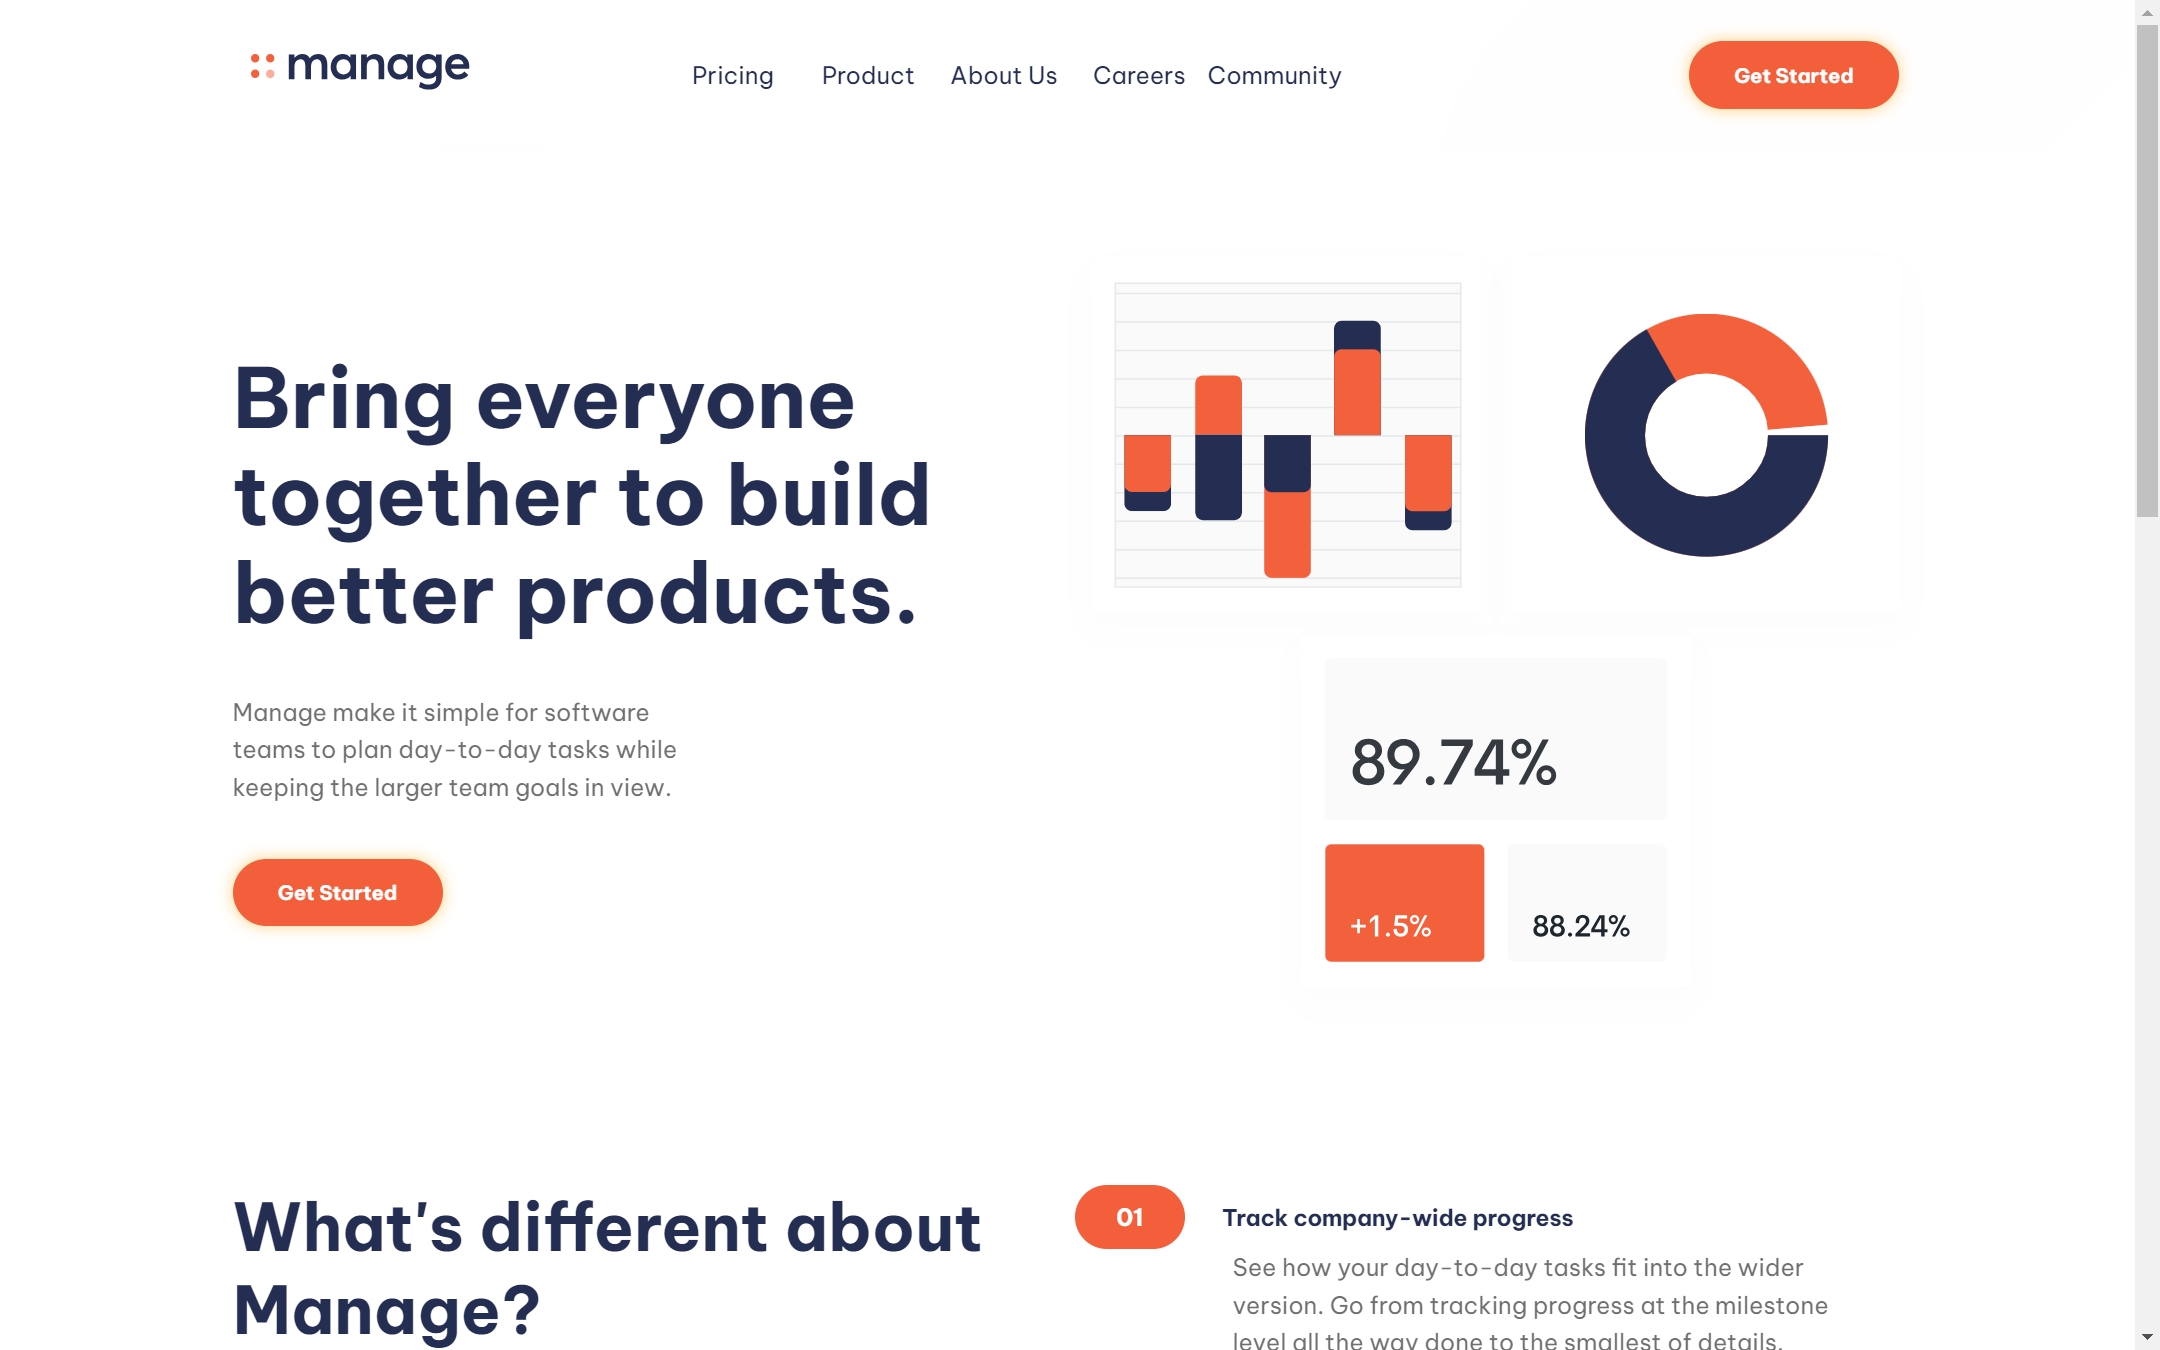 manage
Pricing Product About Us Careers Community
Get Started
Bring everyone
together to build
better products.
Manage make it simple for software
teams to plan day-to-day tasks while
keeping the larger team goals in view.
Get Started
89.74%
+1.5%
88.24%
What's different about
Manage?
01
Track company-wide progress
See how your day-to-day tasks fit into the wider
version. Go from tracking progress at the milestone
level all the way done to the smallest of details.